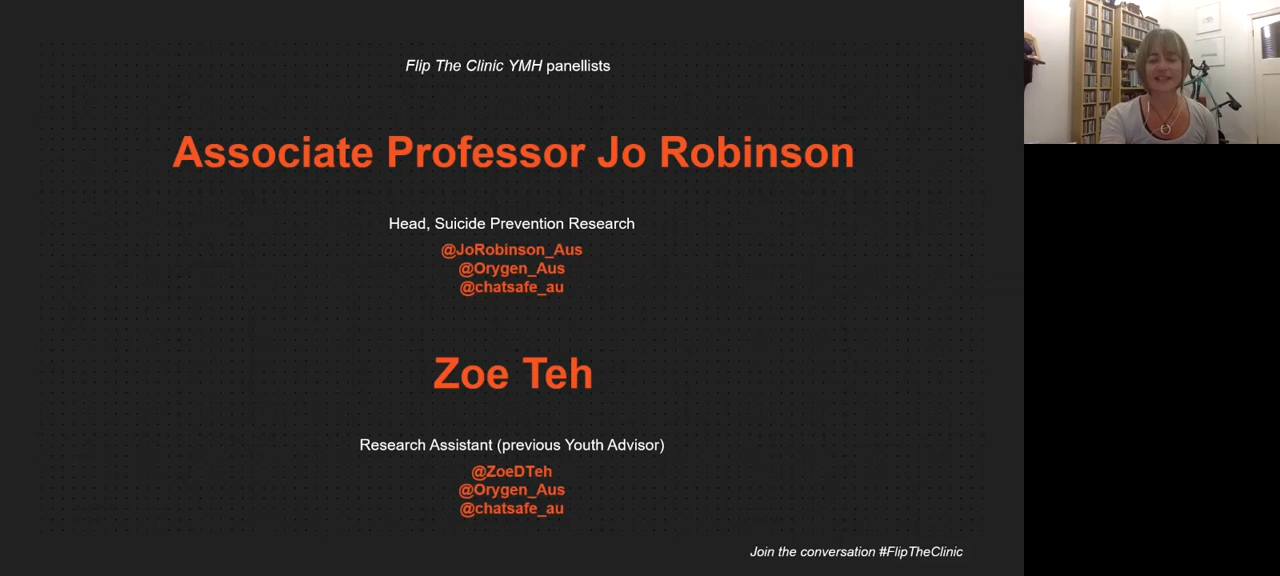 Flip The Clinic YMH panellists
Associate Professor Jo Robinson
Head, Suicide Prevention Research
@JoRobinson_Aus
@Orygen_Aus
@chatsafe_au
Zoe Teh
Research Assistant (previous Youth Advisor)
@ZoeDTeh
@Orygen_Aus
@chatsafe_au
Join the conversation #FlipTheClinic